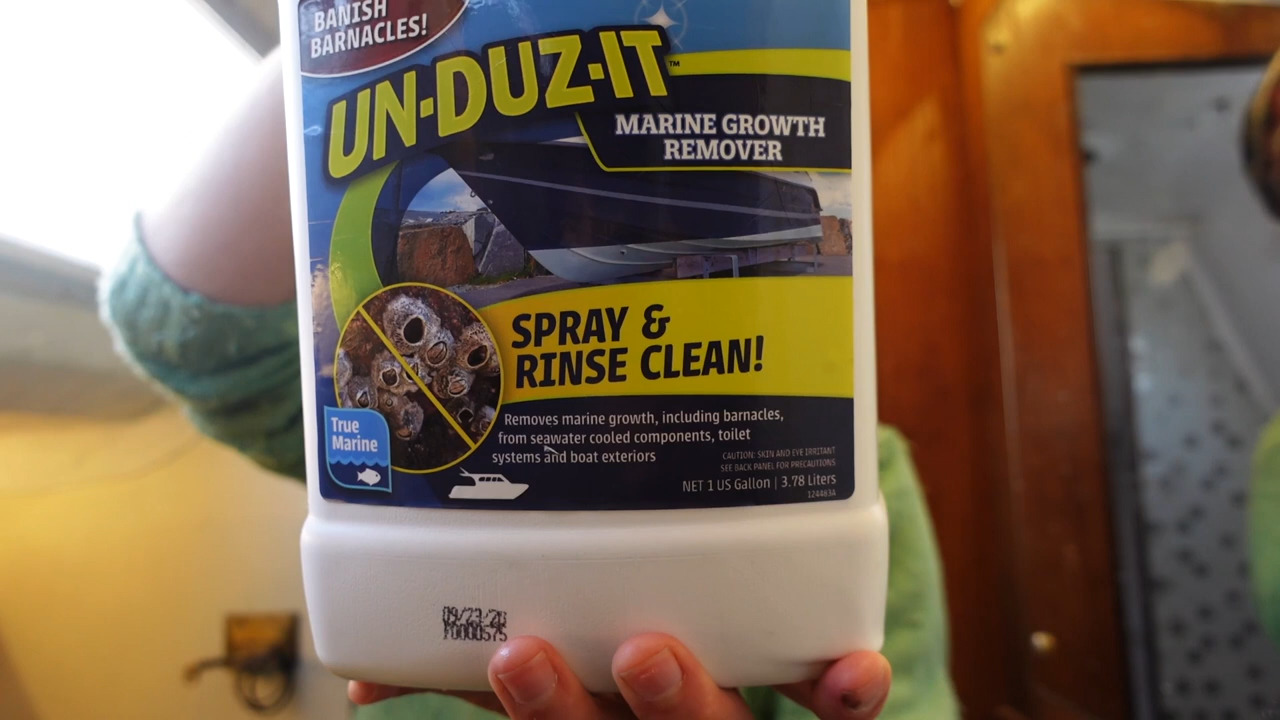 BANISH
BARNACLES!
UN-DUZ-IT™
MARINE GROWTH
REMOVER
SPRAY &
RINSE CLEAN!
Removes marine growth, including barnacles,
from seawater cooled components, toilet
systems and boat exteriors
True
Marine
CAUTION: SKIN AND EYE IRRITANT
SEE BACK PANEL FOR PRECAUTIONS
NET 1 US Gallon | 3.78 Liters
124483A